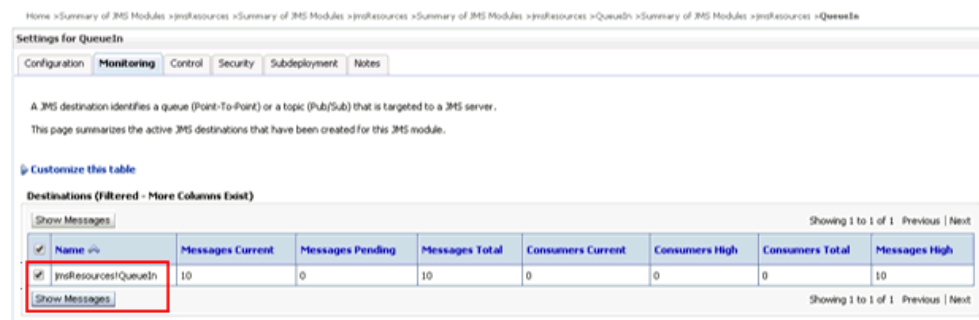 Home >Summary of JMS Modules >jmsResources >Summary of JMS Modules >jmsResources >Summary of JMS Modules >jmsResources >QueueIn >Summary of JMS Modules >jmsResources >QueueIn
Settings for QueueIn
Configuration Monitoring Control Security Subdeployment Notes
A JMS destination identifies a queue (Point-To-Point) or a topic (Pub/Sub) that is targeted to a JMS server.
This page summarizes the active JMS destinations that have been created for this JMS module.
Customize this table
Destinations (Filtered - More Columns Exist)
Show Messages Showing 1 to 1 of 1 Previous | Next
Name Messages Current Messages Pending Messages Total Consumers Current Consumers High Consumers Total Messages High
jmsResources!QueueIn 10 0 10 0 0 0 10
Show Messages Showing 1 to 1 of 1 Previous | Next